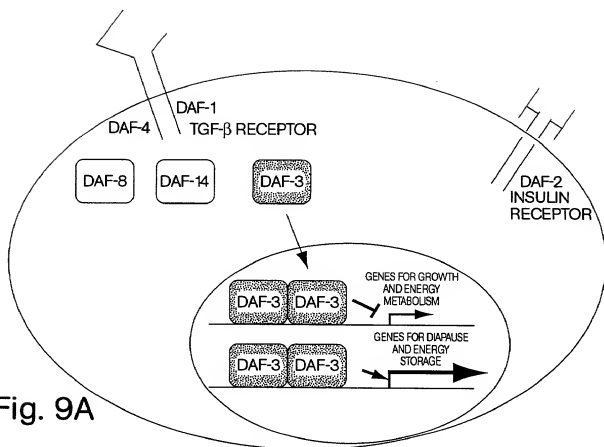 DAF-1
DAF-4
TGF-β RECEPTOR
DAF-8
DAF-14
DAF-3
DAF-2
INSULIN
RECEPTOR
GENES FOR GROWTH
AND ENERGY
METABOLISM
DAF-3
DAF-3
GENES FOR DIAPAUSE
AND ENERGY
STORAGE
DAF-3
DAF-3
Fig. 9A